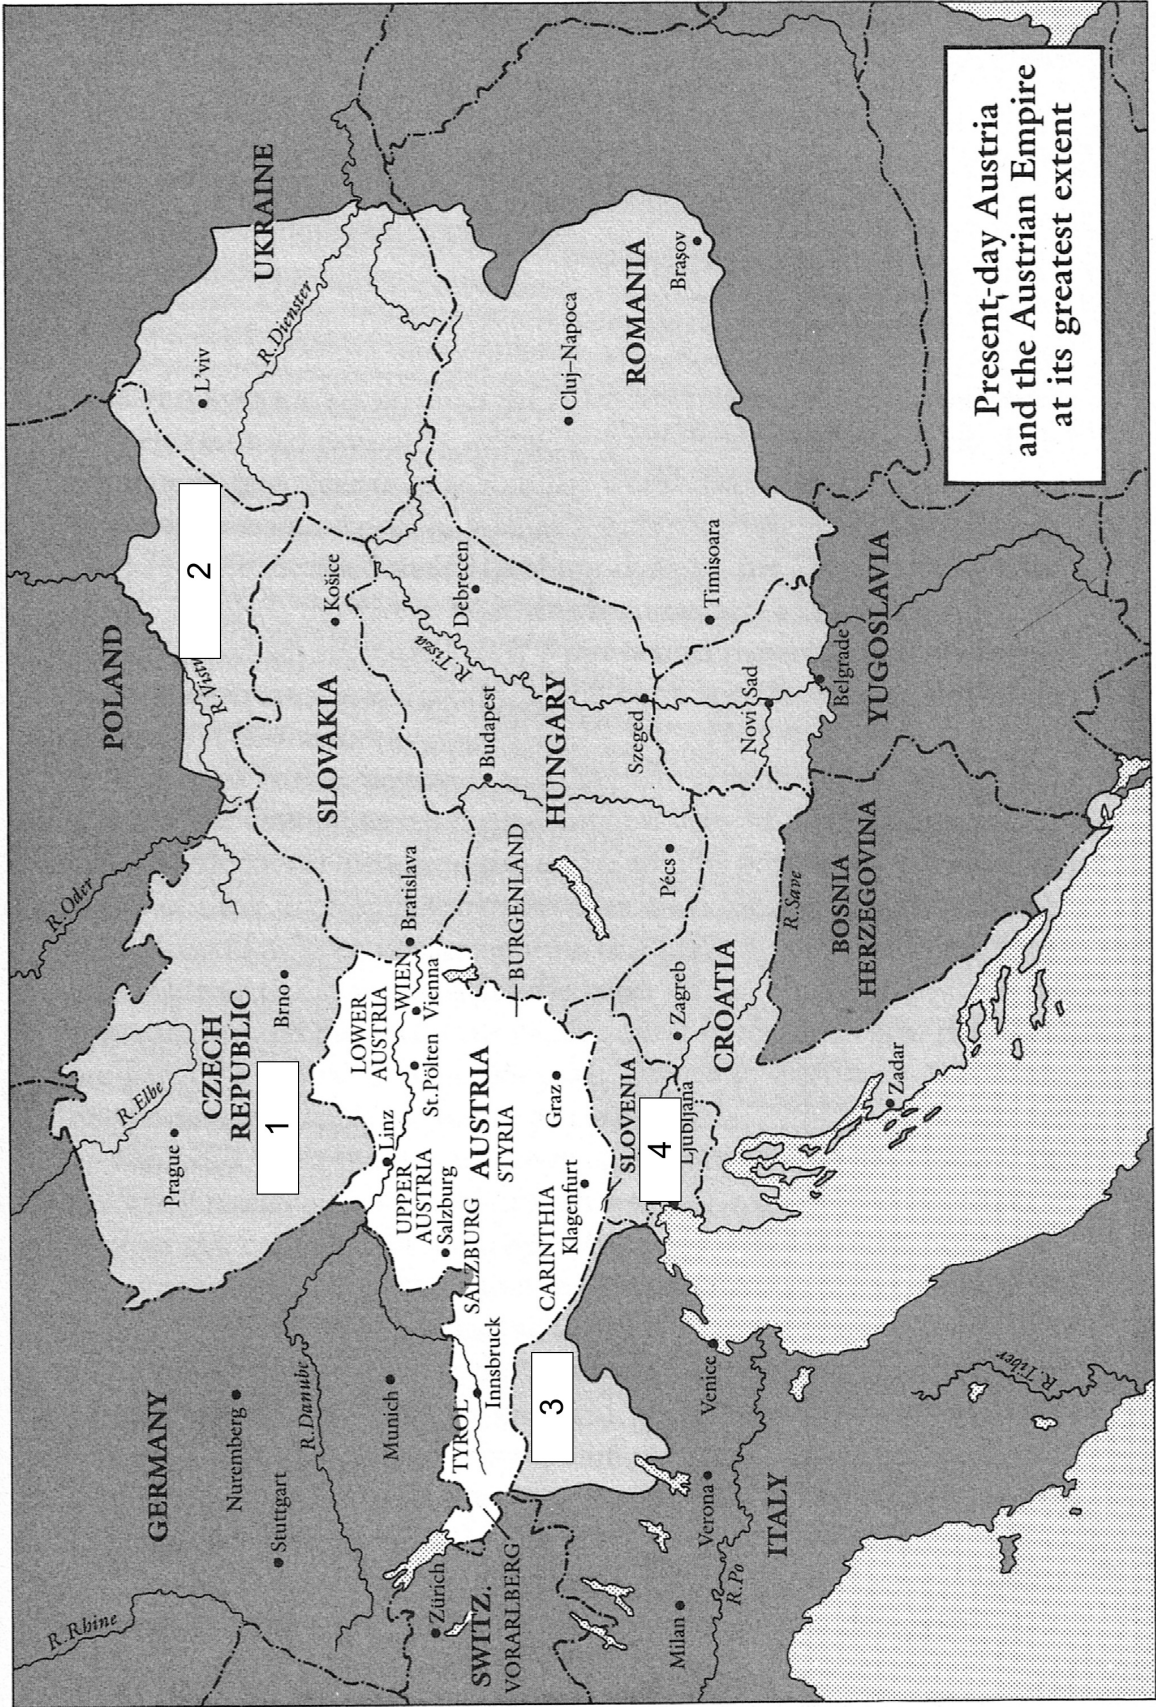 Present-day Austria
and the Austrian Empire
at its greatest extent
GERMANY
POLAND
UKRAINE
CZECH
REPUBLIC
SLOVAKIA
HUNGARY
ROMANIA
AUSTRIA
SLOVENIA
CROATIA
BOSNIA
HERZEGOVINA
YUGOSLAVIA
ITALY
SWITZ.
VORARLBERG
TYROL
SALZBURG
UPPER
AUSTRIA
LOWER
AUSTRIA
WIEN
STYRIA
CARINTHIA
BURGENLAND
R.Rhine
R.Danube
R.Elbe
R.Oder
R.Vistu
R.Dienster
R.Tisza
R.Save
R.Po
R.Tiber
Nuremberg
Stuttgart
Munich
Zürich
Milan
Verona
Venice
Innsbruck
Salzburg
Linz
St.Pölten
Vienna
Graz
Klagenfurt
Ljubijana
Zagreb
Zadar
Prague
Brno
Bratislava
Košice
L'viv
Budapest
Debrecen
Szeged
Pécs
Novi Sad
Belgrade
Timișoara
Cluj–Napoca
Brașov
1
2
3
4